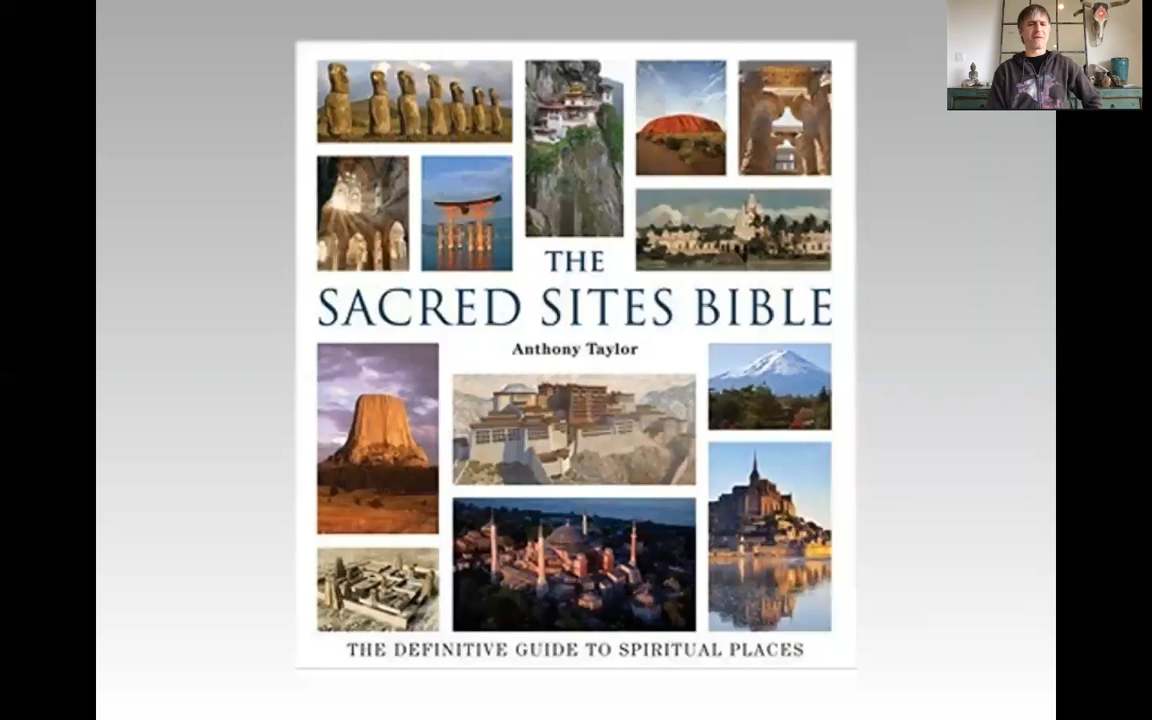 THE
SACRED SITES BIBLE
Anthony Taylor
THE DEFINITIVE GUIDE TO SPIRITUAL PLACES